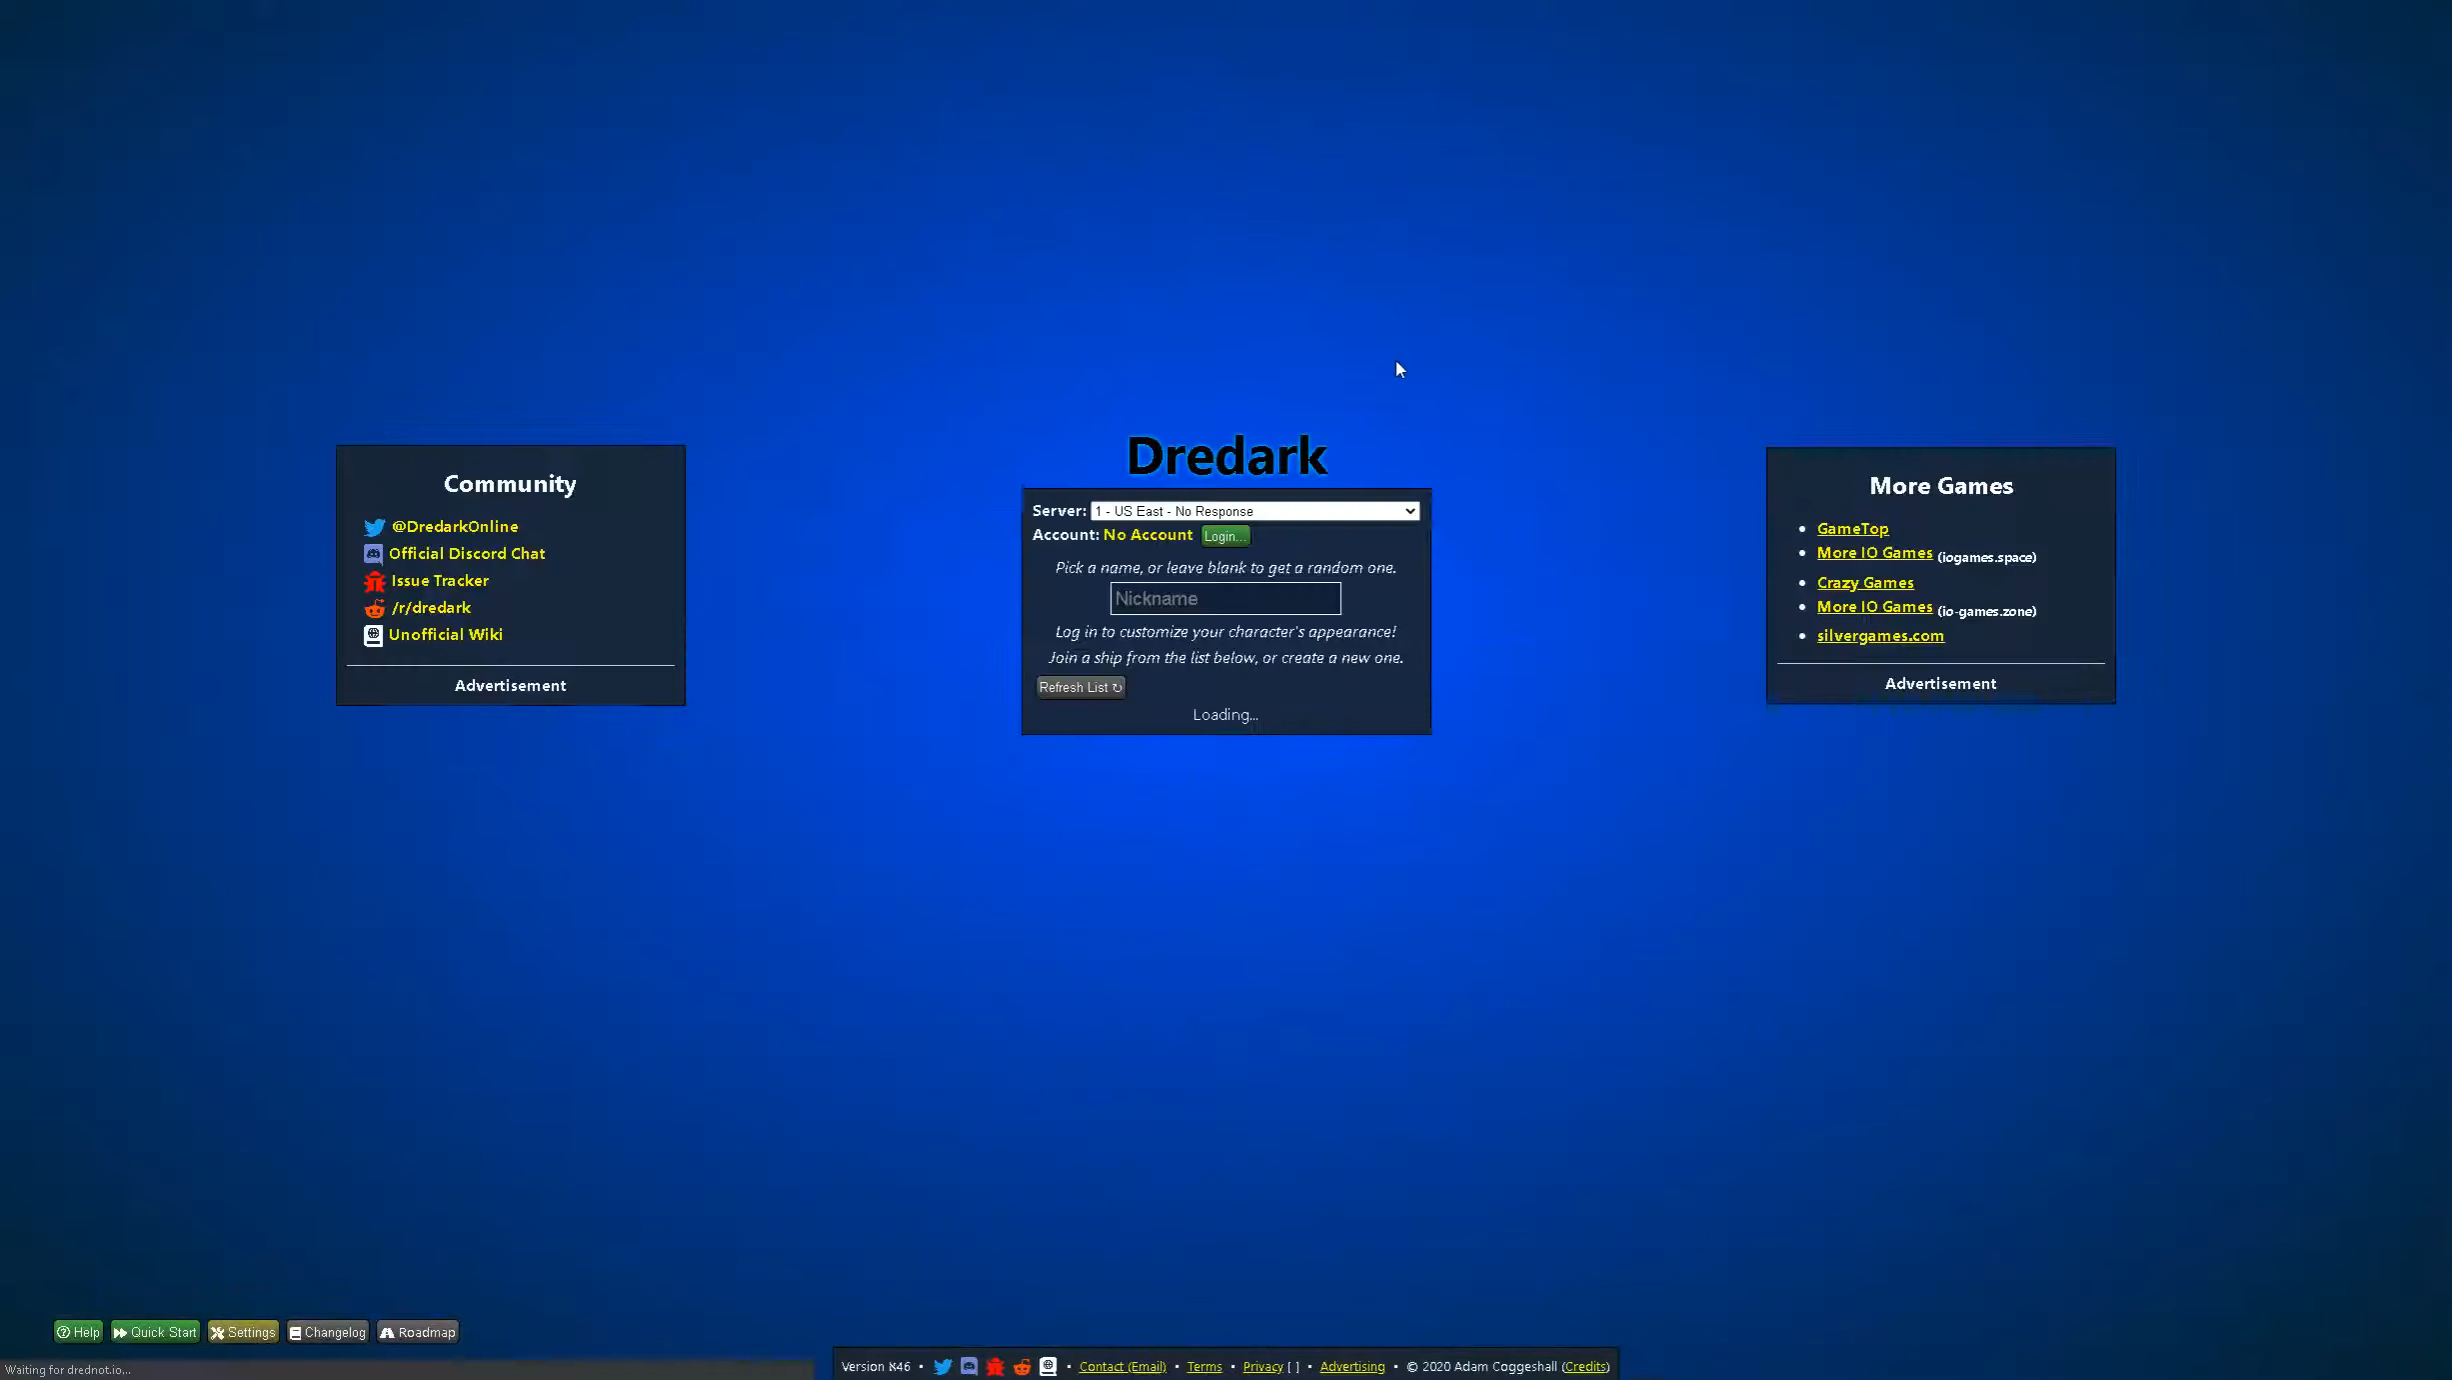 Dredark
Community
@DredarkOnline
Official Discord Chat
Issue Tracker
/r/dredark
Unofficial Wiki
Advertisement
Server: 1 - US East - No Response
Account: No Account Login...
Pick a name, or leave blank to get a random one.
Nickname
Log in to customize your character's appearance!
Join a ship from the list below, or create a new one.
Refresh List ↻
Loading...
More Games
GameTop
More IO Games (iogames.space)
Crazy Games
More IO Games (io-games.zone)
silvergames.com
Advertisement
Help Quick Start Settings Changelog Roadmap
Waiting for drednot.io...
Version ℵ46 • • Contact (Email) • Terms • Privacy [ ] • Advertising • © 2020 Adam Coggeshall (Credits)